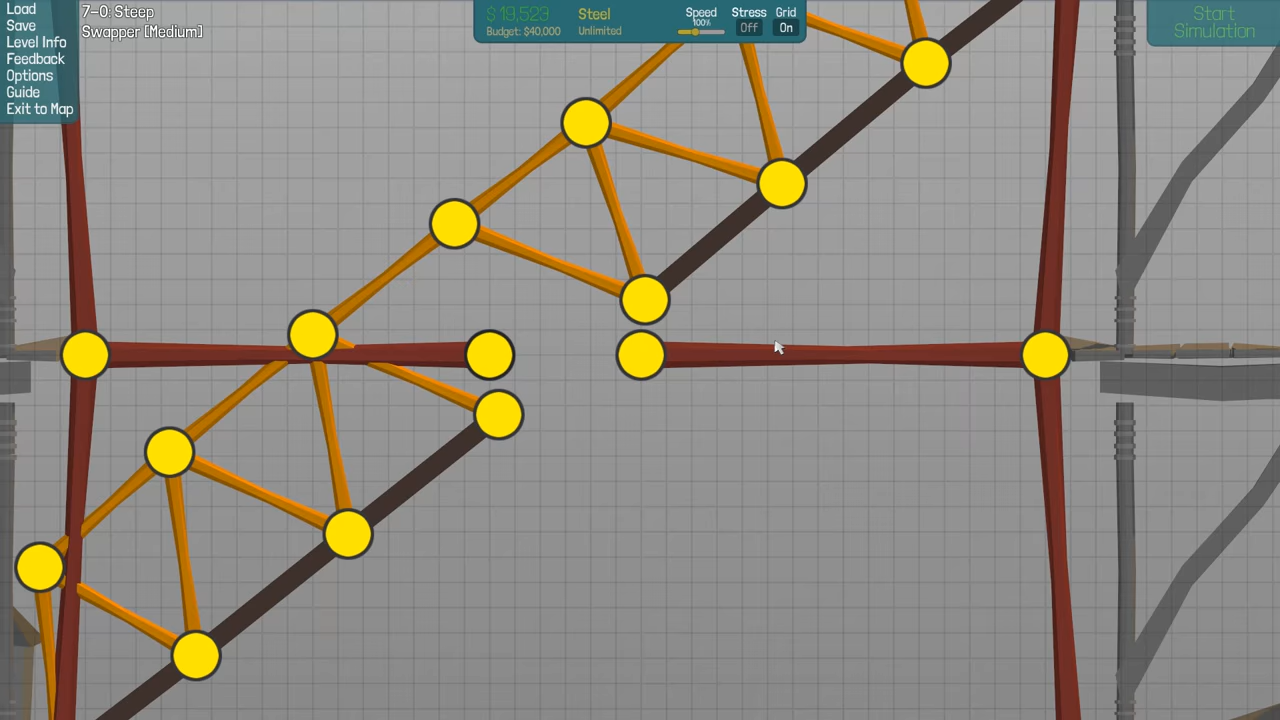 Load
Save
Level Info
Feedback
Options
Guide
Exit to Map
7-0: Steep
Swapper [Medium]
$ 19,523
Budget: $40,000
Steel
Unlimited
Speed
100%
Stress
Off
Grid
On
Start
Simulation